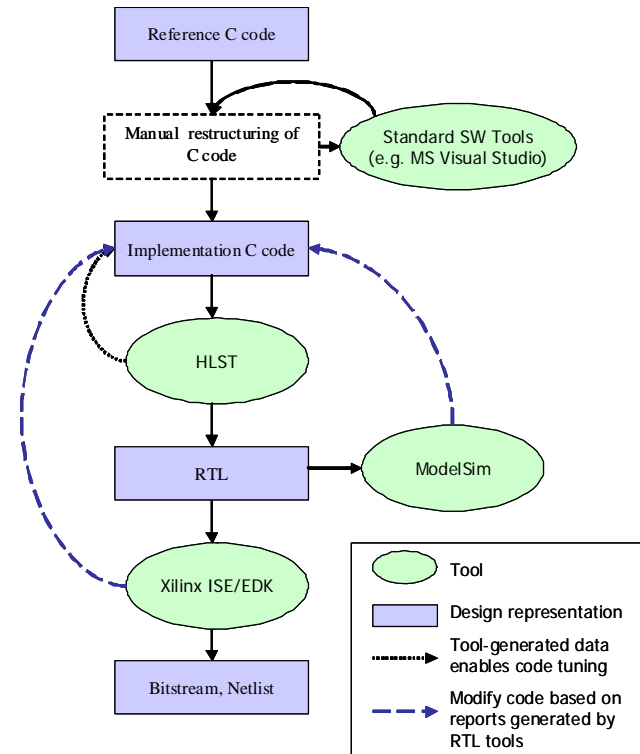 Reference C code
Manual restructuring of
C code
Standard SW Tools
(e.g. MS Visual Studio)
Implementation C code
HLST
RTL
ModelSim
Xilinx ISE/EDK
Bitstream, Netlist
Tool
Design representation
Tool-generated data
enables code tuning
Modify code based on
reports generated by
RTL tools